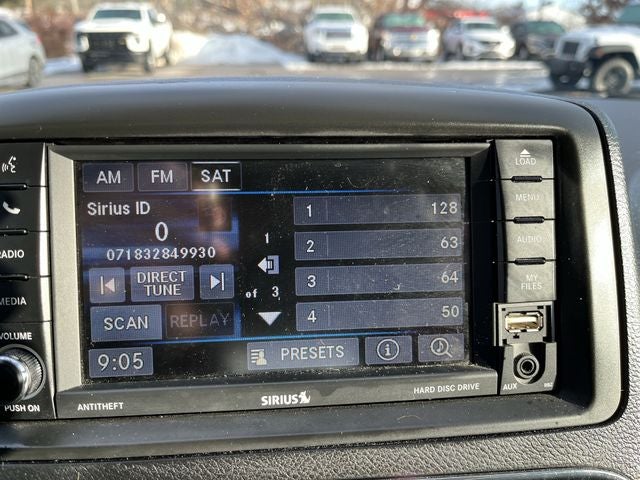 AM FM SAT
Sirius ID
0
071832849930
DIRECT
TUNE
SCAN REPLAY
9:05
1
of 3
1 128
2 63
3 64
4 50
PRESETS
i
RADIO
MEDIA
VOLUME
PUSH ON
LOAD
MENU
AUDIO
MY
FILES
AUX
ANTITHEFT
SIRIUS
HARD DISC DRIVE